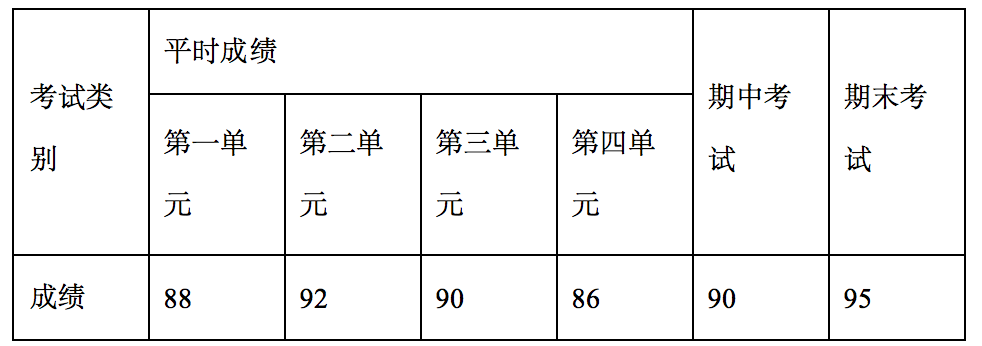 考试类
别
平时成绩
第一单
元
第二单
元
第三单
元
第四单
元
期中考
试
期末考
试
成绩
88
92
90
86
90
95